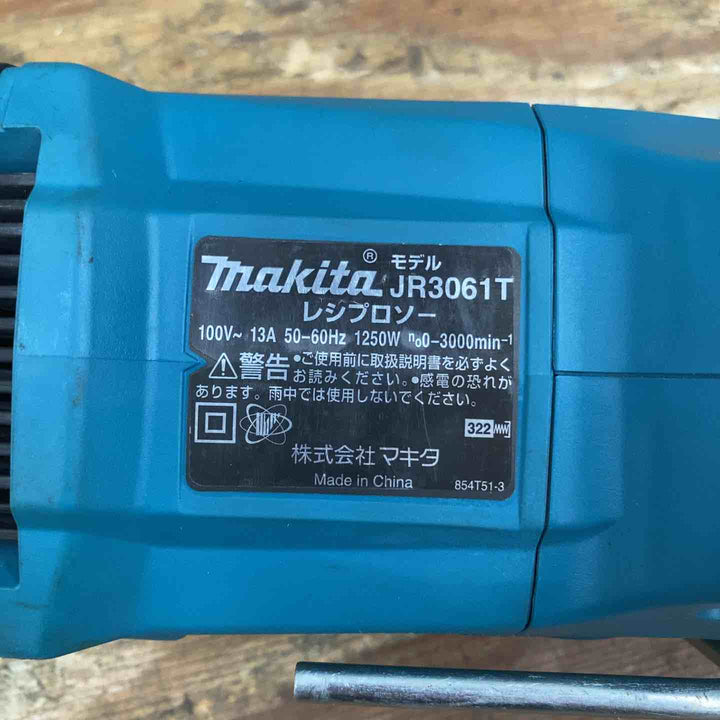 makita® モデル JR3061T
レシプロソー
100V~ 13A 50-60Hz 1250W n₀0-3000min⁻¹
⚠警告 •ご使用前に取扱説明書を必ずよく
お読みください。•感電の恐れが
あります。雨中では使用しないでください。
322
株式会社マキタ
Made in China 854T51-3